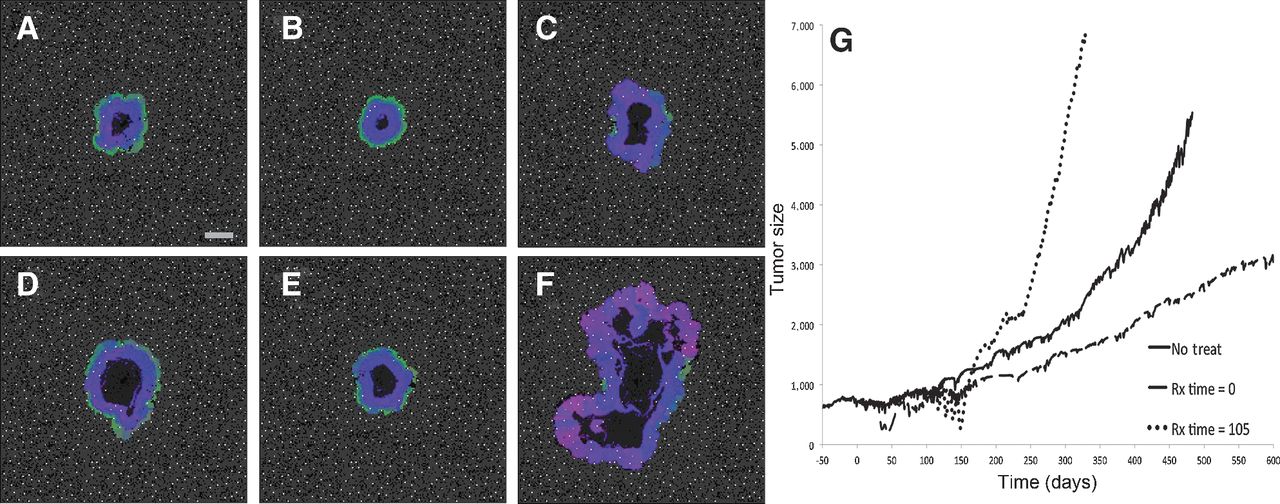 A
B
C
D
E
F
G
7,000
6,000
5,000
4,000
3,000
2,000
1,000
0
Tumor size
-50 0 50 100 150 200 250 300 350 400 450 500 550 600
Time (days)
No treat
Rx time = 0
Rx time = 105